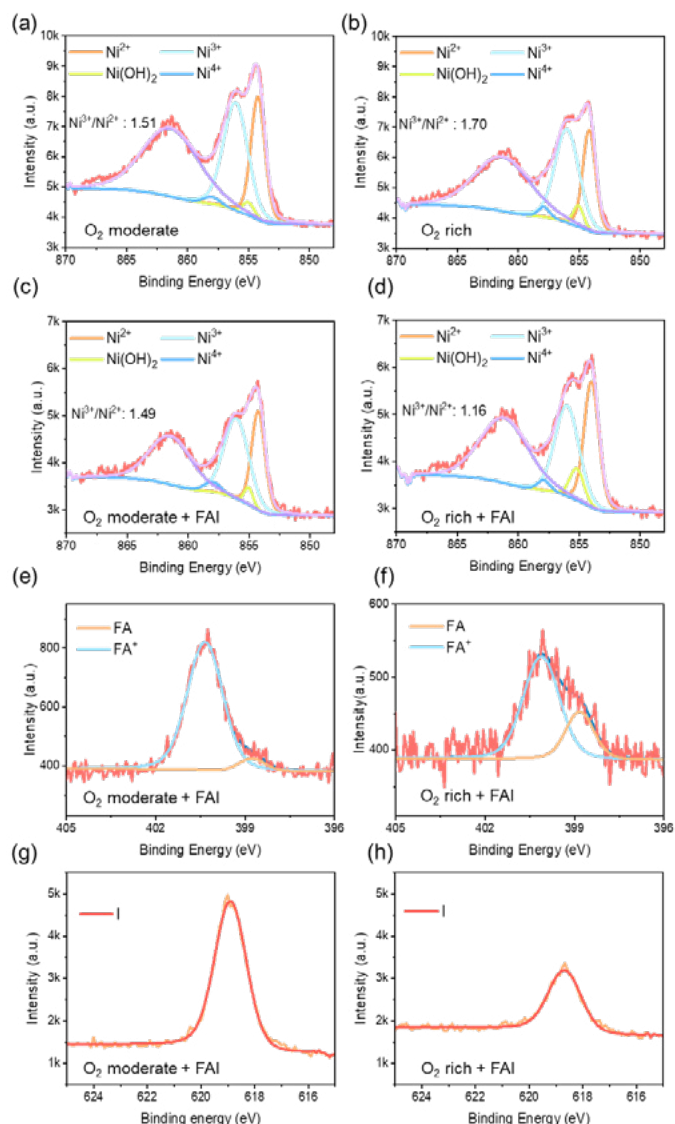 (a)
10k
9k
8k
7k
6k
5k
4k
3k
Intensity (a.u.)
Ni²⁺ Ni³⁺
Ni(OH)₂ Ni⁴⁺
Ni³⁺/Ni²⁺ : 1.51
O₂ moderate
870 865 860 855 850
Binding Energy (eV)
(b)
10k
9k
8k
7k
6k
5k
4k
3k
Intensity (a.u.)
Ni²⁺ Ni³⁺
Ni(OH)₂ Ni⁴⁺
Ni³⁺/Ni²⁺ : 1.70
O₂ rich
870 865 860 855 850
Binding Energy (eV)
(c)
7k
6k
5k
4k
3k
Intensity (a.u.)
Ni²⁺ Ni³⁺
Ni(OH)₂ Ni⁴⁺
Ni³⁺/Ni²⁺: 1.49
O₂ moderate + FAI
870 865 860 855 850
Binding Energy (eV)
(d)
7k
6k
5k
4k
3k
Intensity (a.u.)
Ni²⁺ Ni³⁺
Ni(OH)₂ Ni⁴⁺
Ni³⁺/Ni²⁺: 1.16
O₂ rich + FAI
870 865 860 855 850
Binding Energy (eV)
(e)
800
600
400
Intensity (a.u.)
FA
FA⁺
O₂ moderate + FAI
405 402 399 396
Binding Energy (eV)
(f)
600
500
400
Intensity(a.u.)
FA
FA⁺
O₂ rich + FAI
405 402 399 396
Binding Energy (eV)
(g)
5k
4k
3k
2k
1k
Intensity (a.u.)
I
O₂ moderate + FAI
624 622 620 618 616
Binding energy (eV)
(h)
5k
4k
3k
2k
1k
Intensity (a.u.)
I
O₂ rich + FAI
624 622 620 618 616
Binding Energy (eV)